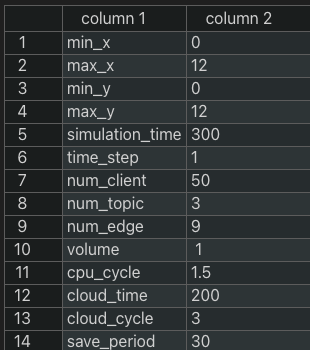 column 1 column 2
1 min_x 0
2 max_x 12
3 min_y 0
4 max_y 12
5 simulation_time 300
6 time_step 1
7 num_client 50
8 num_topic 3
9 num_edge 9
10 volume 1
11 cpu_cycle 1.5
12 cloud_time 200
13 cloud_cycle 3
14 save_period 30